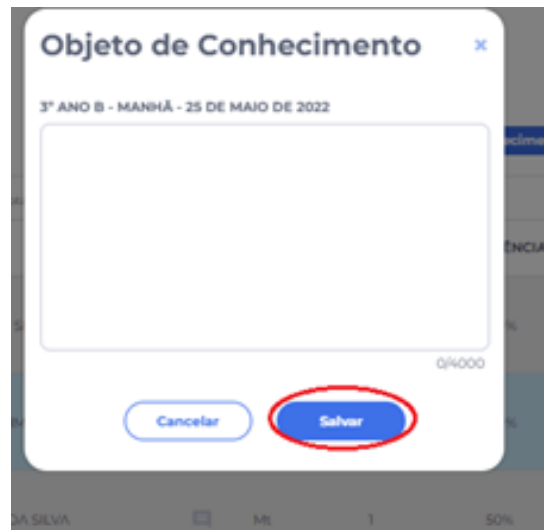 Objeto de Conhecimento ×
3° ANO B - MANHÃ - 25 DE MAIO DE 2022
0/4000
Cancelar
Salvar
DA SILVA Mt 1 50%